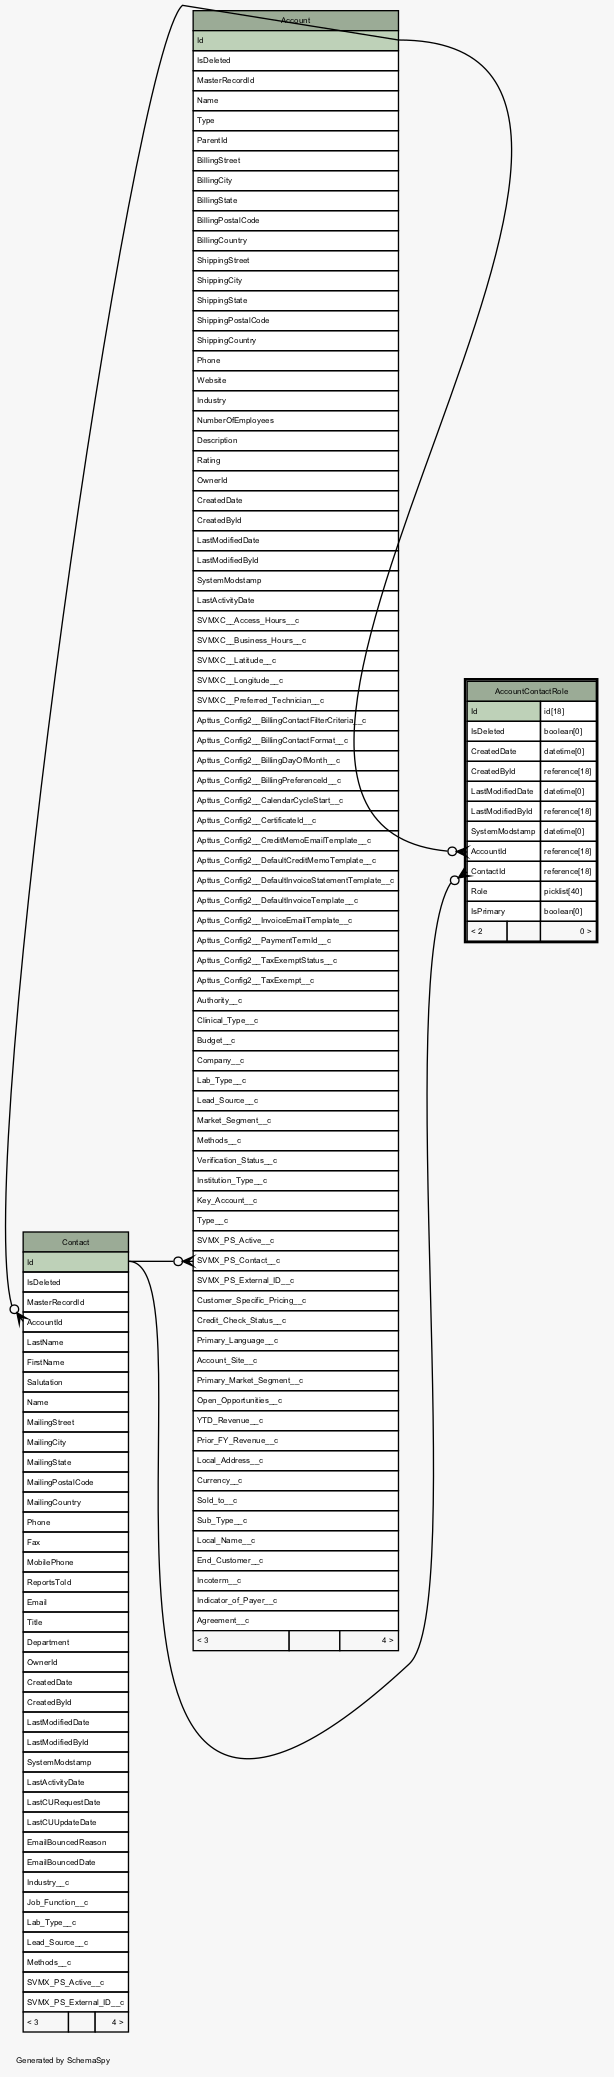 Account
Id
IsDeleted
MasterRecordId
Name
Type
ParentId
BillingStreet
BillingCity
BillingState
BillingPostalCode
BillingCountry
ShippingStreet
ShippingCity
ShippingState
ShippingPostalCode
ShippingCountry
Phone
Website
Industry
NumberOfEmployees
Description
Rating
OwnerId
CreatedDate
CreatedById
LastModifiedDate
LastModifiedById
SystemModstamp
LastActivityDate
SVMXC__Access_Hours__c
SVMXC__Business_Hours__c
SVMXC__Latitude__c
SVMXC__Longitude__c
SVMXC__Preferred_Technician__c
Apttus_Config2__BillingContactFilterCriteria__c
Apttus_Config2__BillingContactFormat__c
Apttus_Config2__BillingDayOfMonth__c
Apttus_Config2__BillingPreferenceId__c
Apttus_Config2__CalendarCycleStart__c
Apttus_Config2__CertificateId__c
Apttus_Config2__CreditMemoEmailTemplate__c
Apttus_Config2__DefaultCreditMemoTemplate__c
Apttus_Config2__DefaultInvoiceStatementTemplate__c
Apttus_Config2__DefaultInvoiceTemplate__c
Apttus_Config2__InvoiceEmailTemplate__c
Apttus_Config2__PaymentTermId__c
Apttus_Config2__TaxExemptStatus__c
Apttus_Config2__TaxExempt__c
Authority__c
Clinical_Type__c
Budget__c
Company__c
Lab_Type__c
Lead_Source__c
Market_Segment__c
Methods__c
Verification_Status__c
Institution_Type__c
Key_Account__c
Type__c
SVMX_PS_Active__c
SVMX_PS_Contact__c
SVMX_PS_External_ID__c
Customer_Specific_Pricing__c
Credit_Check_Status__c
Primary_Language__c
Account_Site__c
Primary_Market_Segment__c
Open_Opportunities__c
YTD_Revenue__c
Prior_FY_Revenue__c
Local_Address__c
Currency__c
Sold_to__c
Sub_Type__c
Local_Name__c
End_Customer__c
Incoterm__c
Indicator_of_Payer__c
Agreement__c
< 3 4 >
AccountContactRole
Id id[18]
IsDeleted boolean[0]
CreatedDate datetime[0]
CreatedById reference[18]
LastModifiedDate datetime[0]
LastModifiedById reference[18]
SystemModstamp datetime[0]
AccountId reference[18]
ContactId reference[18]
Role picklist[40]
IsPrimary boolean[0]
< 2 0 >
Contact
Id
IsDeleted
MasterRecordId
AccountId
LastName
FirstName
Salutation
Name
MailingStreet
MailingCity
MailingState
MailingPostalCode
MailingCountry
Phone
Fax
MobilePhone
ReportsToId
Email
Title
Department
OwnerId
CreatedDate
CreatedById
LastModifiedDate
LastModifiedById
SystemModstamp
LastActivityDate
LastCURequestDate
LastCUUpdateDate
EmailBouncedReason
EmailBouncedDate
Industry__c
Job_Function__c
Lab_Type__c
Lead_Source__c
Methods__c
SVMX_PS_Active__c
SVMX_PS_External_ID__c
< 3 4 >
Generated by SchemaSpy